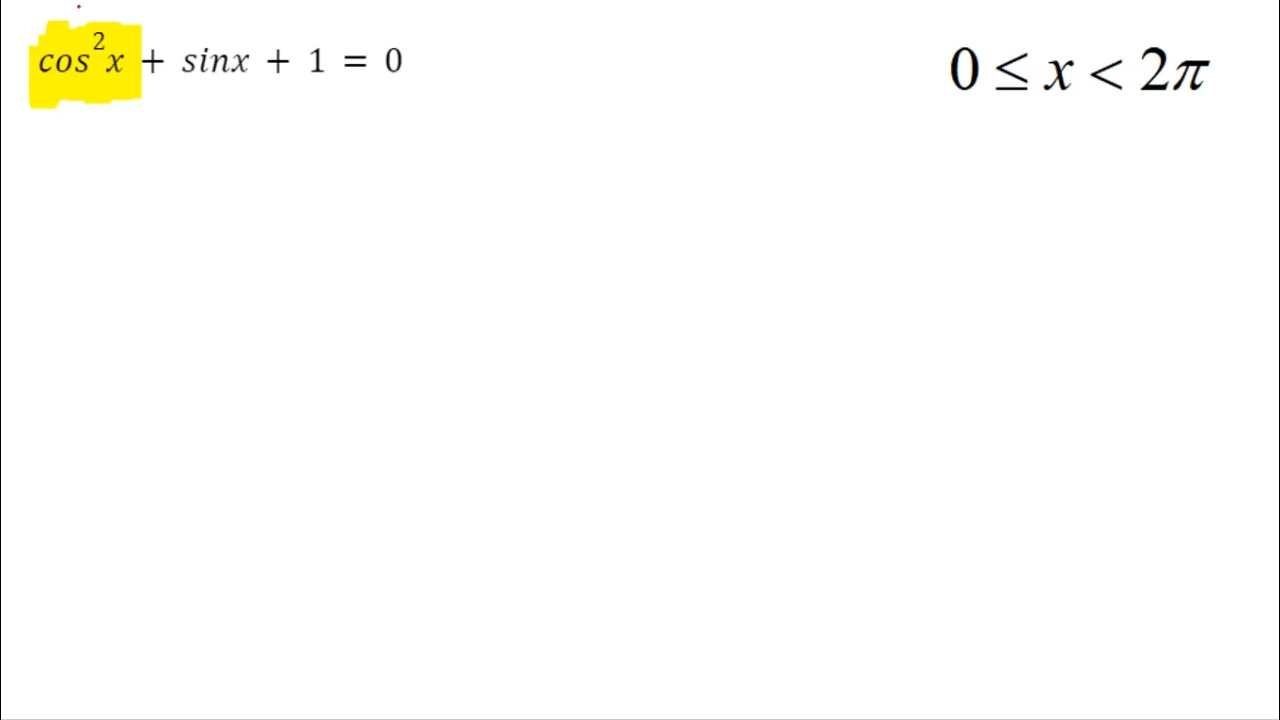 cos²x + sinx + 1 = 0
0 ≤ x < 2π